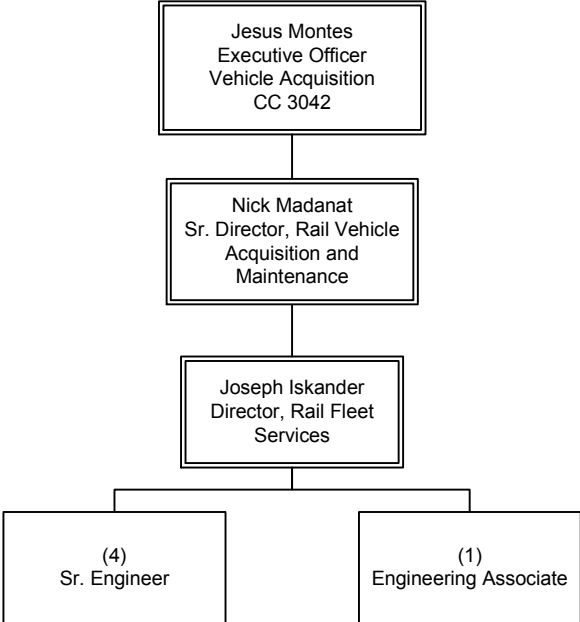 Jesus Montes
Executive Officer
Vehicle Acquisition
CC 3042
Nick Madanat
Sr. Director, Rail Vehicle
Acquisition and
Maintenance
Joseph Iskander
Director, Rail Fleet
Services
(4)
Sr. Engineer
(1)
Engineering Associate